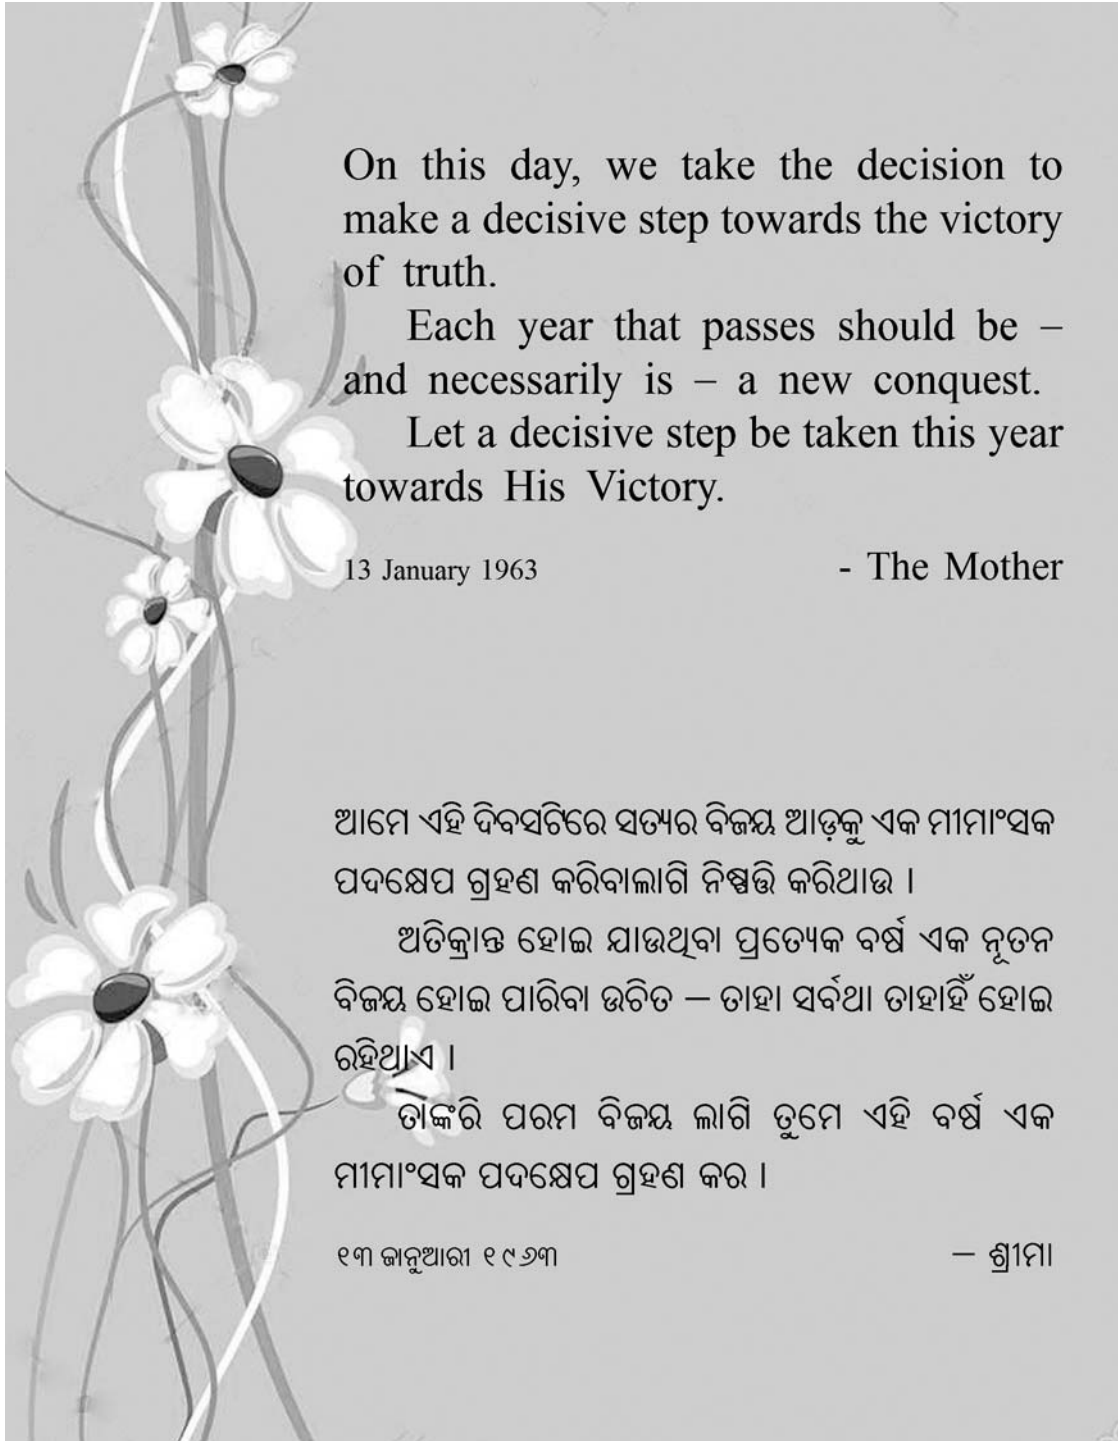 On this day, we take the decision to
make a decisive step towards the victory
of truth.
Each year that passes should be –
and necessarily is – a new conquest.
Let a decisive step be taken this year
towards His Victory.
13 January 1963 - The Mother
ଆମେ ଏହି ଦିବସଟିରେ ସତ୍ୟର ବିଜୟ ଆଡ଼କୁ ଏକ ମୀମାଂସକ
ପଦକ୍ଷେପ ଗ୍ରହଣ କରିବାଲାଗି ନିଷ୍ପତ୍ତି କରିଥାଉ ।
ଅତିକ୍ରାନ୍ତ ହୋଇ ଯାଉଥିବା ପ୍ରତ୍ୟେକ ବର୍ଷ ଏକ ନୂତନ
ବିଜୟ ହୋଇ ପାରିବା ଉଚିତ – ତାହା ସର୍ବଥା ତାହାହିଁ ହୋଇ
ରହିଥାଏ ।
ତାଙ୍କରି ପରମ ବିଜୟ ଲାଗି ତୁମେ ଏହି ବର୍ଷ ଏକ
ମୀମାଂସକ ପଦକ୍ଷେପ ଗ୍ରହଣ କର ।
୧୩ ଜାନୁଆରୀ ୧୯୬୩ – ଶ୍ରୀମା